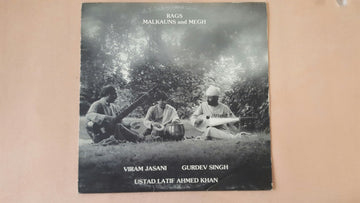 RAGS
MALKAUNS and MEGH
VIRAM JASANI GURDEV SINGH
USTAD LATIF AHMED KHAN